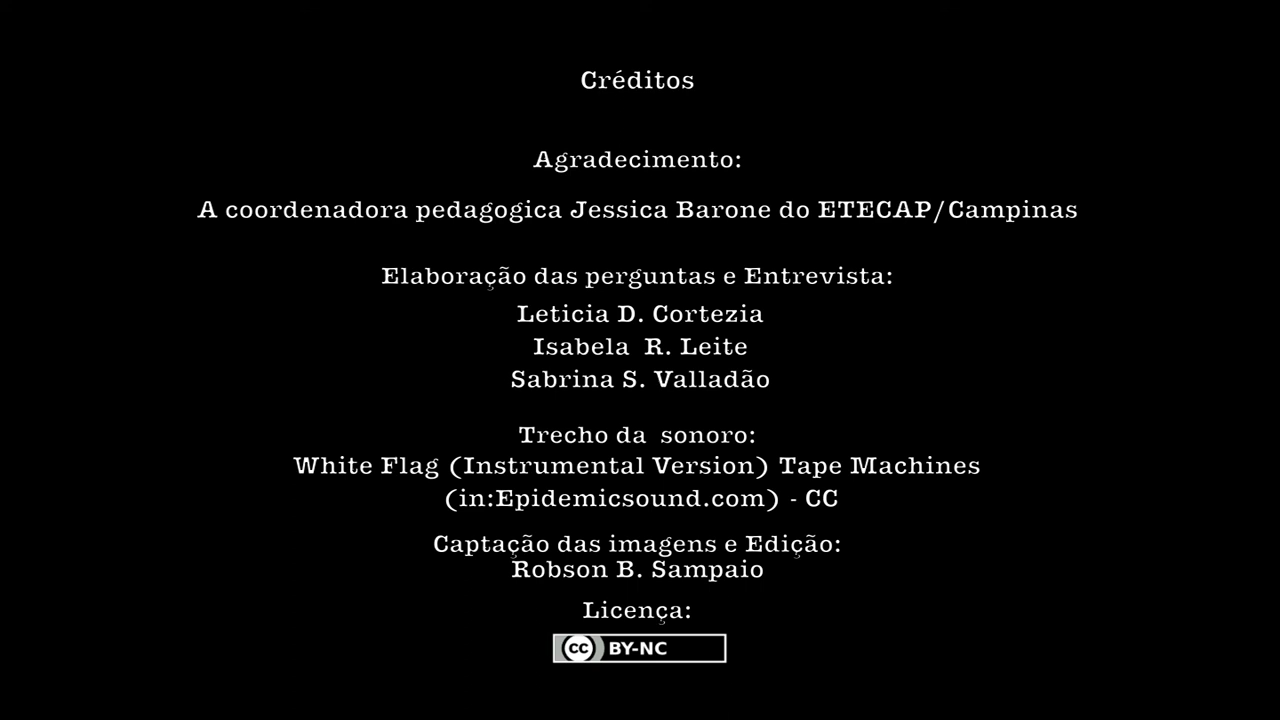 Créditos
Agradecimento:
A coordenadora pedagogica Jessica Barone do ETECAP/Campinas
Elaboração das perguntas e Entrevista:
Leticia D. Cortezia
Isabela R. Leite
Sabrina S. Valladão
Trecho da sonoro:
White Flag (Instrumental Version) Tape Machines
(in:Epidemicsound.com) - CC
Captação das imagens e Edição:
Robson B. Sampaio
Licença:
CC BY-NC